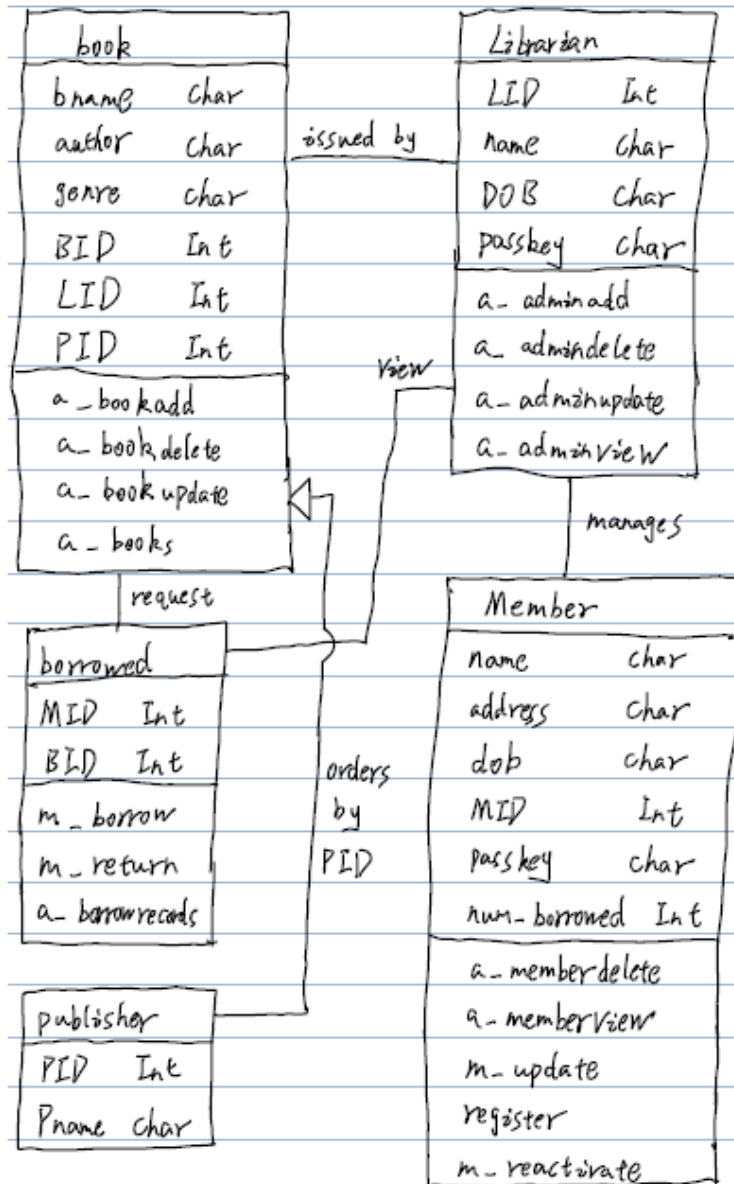 book
bname char
author char
genre char
BID Int
LID Int
PID Int
a_bookadd
a_bookdelete
a_bookupdate
a_books
issued by
Librarian
LID Int
name char
DOB char
passkey char
a_adminadd
a_admindelete
a_adminupdate
a_adminview
view
manages
request
borrowed
MID Int
BID Int
m_borrow
m_return
a_borrowrecords
orders
by
PID
publisher
PID Int
Pname char
Member
name char
address char
dob char
MID Int
passkey char
num_borrowed Int
a_memberdelete
a_memberview
m_update
register
m_reactivate